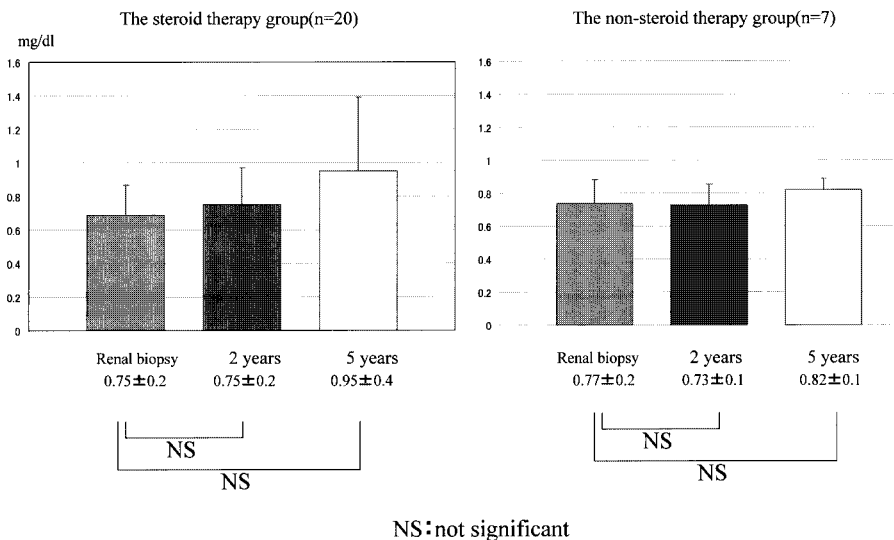 The steroid therapy group(n=20)
mg/dl
1.6
1.4
1.2
1
0.8
0.6
0.4
0.2
0
Renal biopsy 2 years 5 years
0.75±0.2 0.75±0.2 0.95±0.4
NS
NS
The non-steroid therapy group(n=7)
1.6
1.4
1.2
1
0.8
0.6
0.4
0.2
0
Renal biopsy 2 years 5 years
0.77±0.2 0.73±0.1 0.82±0.1
NS
NS
NS:not significant